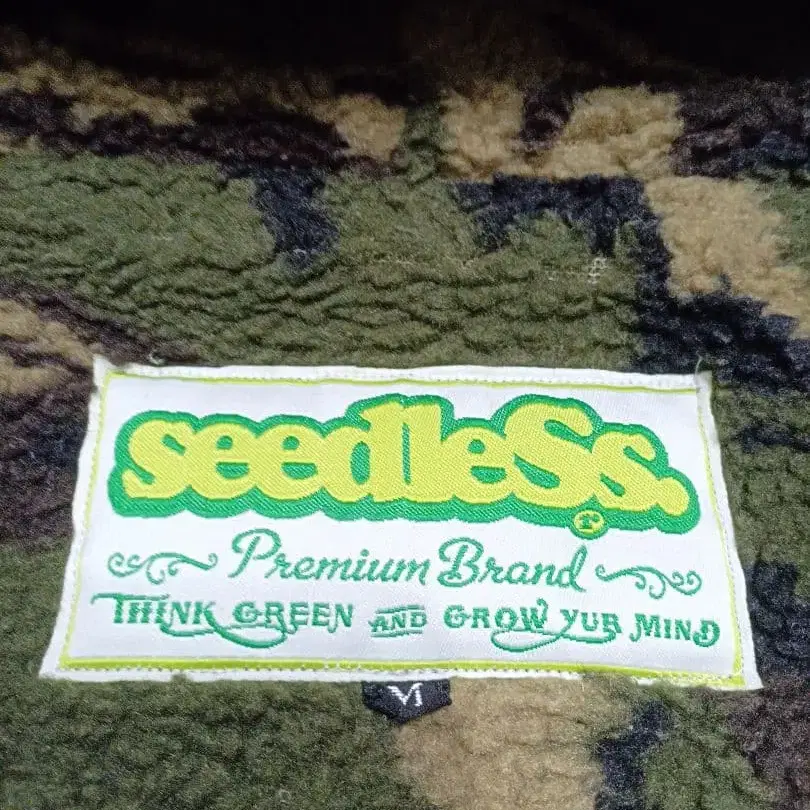 seedleSs.
Premium Brand
THINK GREEN AND GROW YUR MIND
M